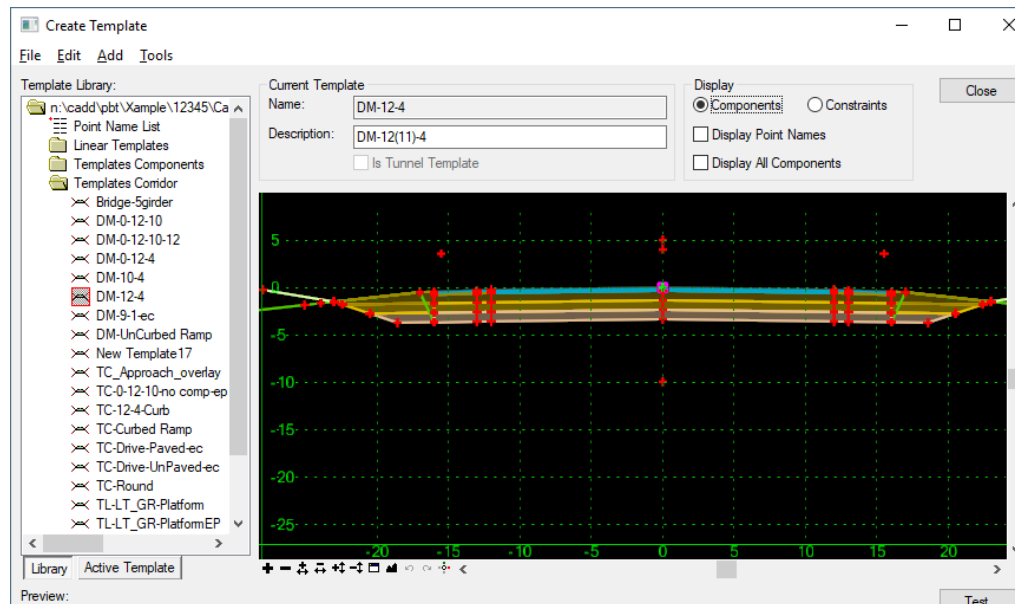 Create Template
File Edit Add Tools
Template Library:
n:\cadd\pbt\Xample\12345\Ca
Point Name List
Linear Templates
Templates Components
Templates Corridor
Bridge-5girder
DM-0-12-10
DM-0-12-10-12
DM-0-12-4
DM-10-4
DM-12-4
DM-9-1-ec
DM-UnCurbed Ramp
New Template17
TC_Approach_overlay
TC-0-12-10-no comp-ep
TC-12-4-Curb
TC-Curbed Ramp
TC-Drive-Paved-ec
TC-Drive-UnPaved-ec
TC-Round
TL-LT_GR-Platform
TL-LT_GR-PlatformEP
Library Active Template
Preview:
Current Template
Name: DM-12-4
Description: DM-12(11)-4
Is Tunnel Template
Display
Components Constraints
Display Point Names
Display All Components
Close
5
0
-5
-10
-15
-20
-25
-20 -15 -10 -5 0 5 10 15 20
Test